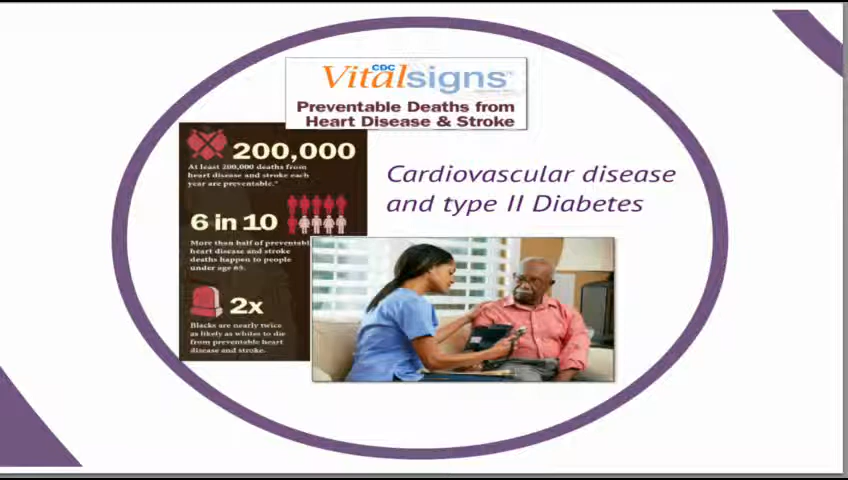 CDC
Vitalsigns
Preventable Deaths from
Heart Disease & Stroke
200,000
At least 200,000 deaths from
heart disease and stroke each
year are preventable.*
6 in 10
More than half of preventabl
heart disease and stroke
deaths happen to people
under age 65.
2x
Blacks are nearly twice
as likely as whites to die
from preventable heart
disease and stroke.
Cardiovascular disease
and type II Diabetes